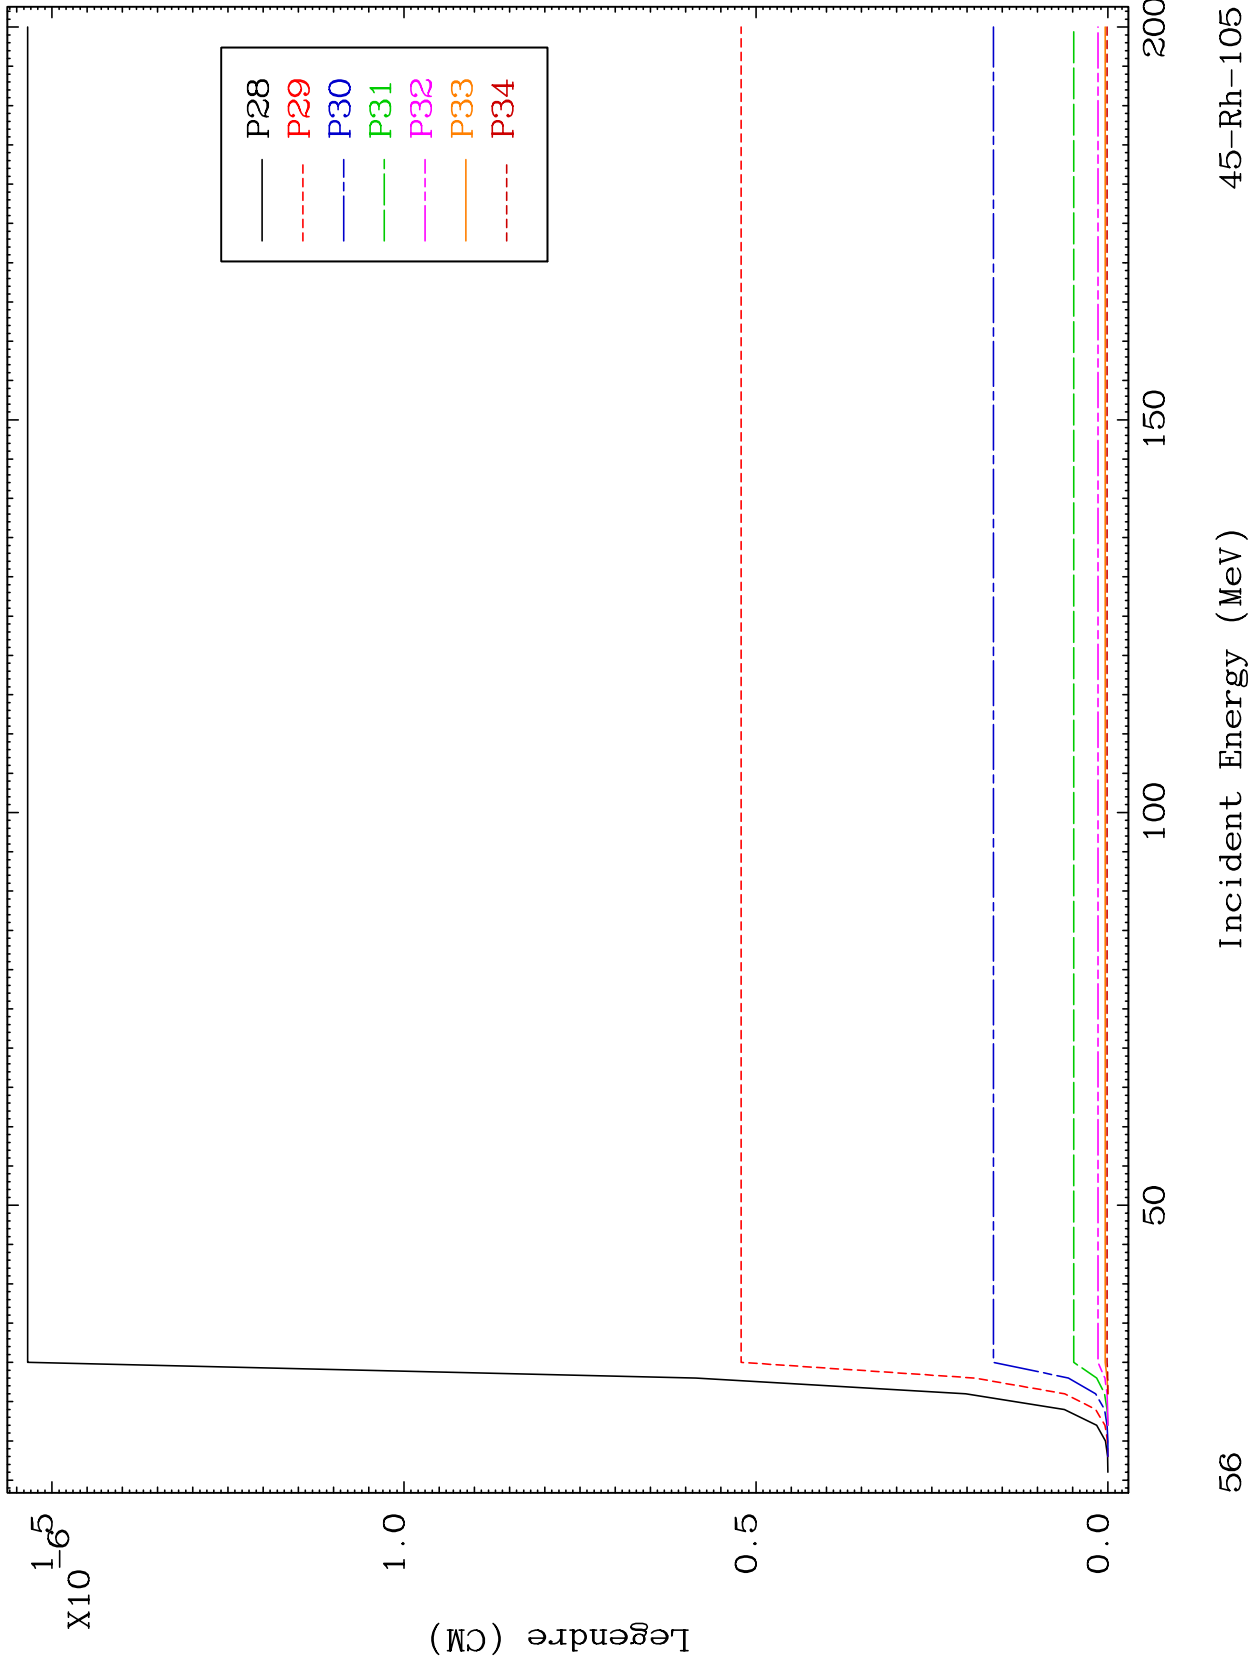 X10
-6
1.5
1.0
0.5
0.0
Legendre (CM)
P28
P29
P30
P31
P32
P33
P34
50
100
150
200
Incident Energy (MeV)
56
45-Rh-105